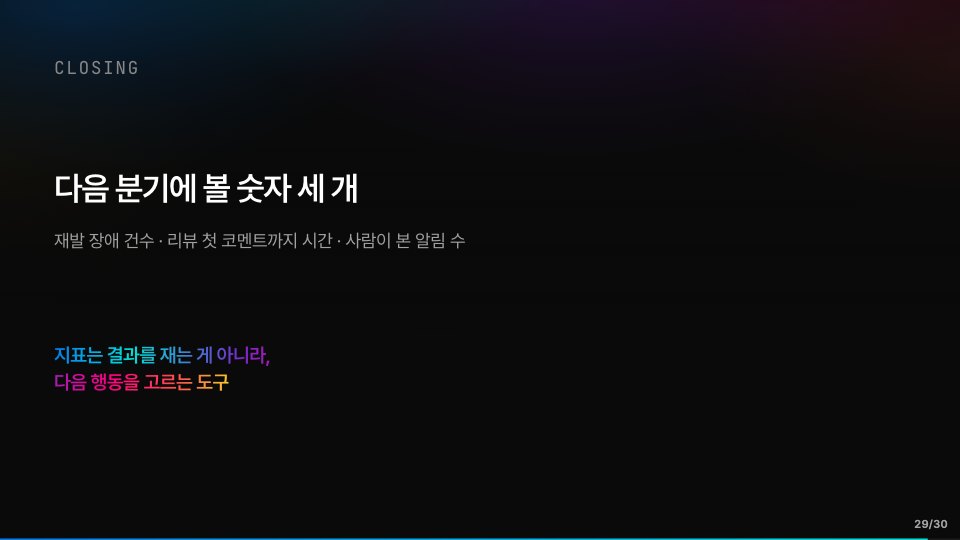 CLOSING
다음 분기에 볼 숫자 세 개
재발 장애 건수 · 리뷰 첫 코멘트까지 시간 · 사람이 본 알림 수
지표는 결과를 재는 게 아니라,
다음 행동을 고르는 도구
29/30